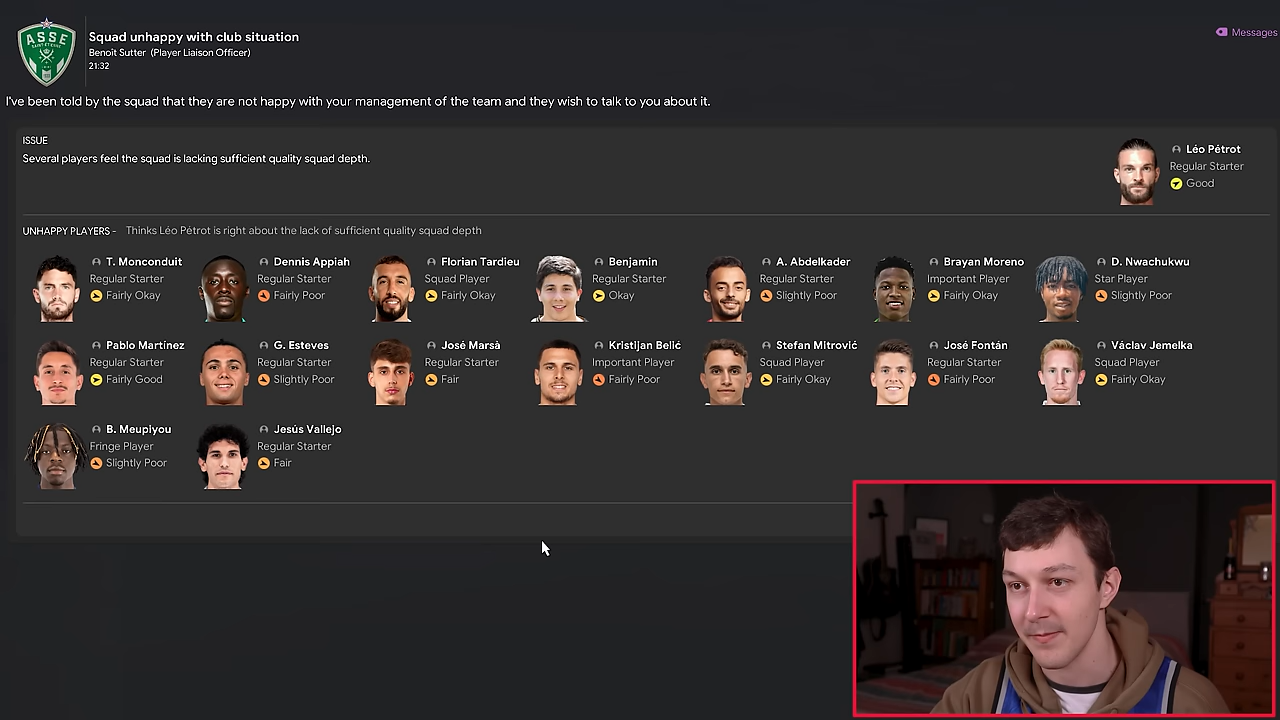 ASSE
SAINT-ÉTIENNE
Squad unhappy with club situation
Benoît Sutter (Player Liaison Officer)
21:32
Messages
I've been told by the squad that they are not happy with your management of the team and they wish to talk to you about it.
ISSUE
Several players feel the squad is lacking sufficient quality squad depth.
Léo Pétrot
Regular Starter
Good
UNHAPPY PLAYERS - Thinks Léo Pétrot is right about the lack of sufficient quality squad depth
T. Monconduit
Regular Starter
Fairly Okay
Dennis Appiah
Regular Starter
Fairly Poor
Florian Tardieu
Squad Player
Fairly Okay
Benjamin
Regular Starter
Okay
A. Abdelkader
Regular Starter
Slightly Poor
Brayan Moreno
Important Player
Fairly Okay
D. Nwachukwu
Star Player
Slightly Poor
Pablo Martínez
Regular Starter
Fairly Good
G. Esteves
Regular Starter
Slightly Poor
José Marsà
Regular Starter
Fair
Kristijan Belić
Important Player
Fairly Poor
Stefan Mitrović
Squad Player
Fairly Okay
José Fontán
Regular Starter
Fairly Poor
Václav Jemelka
Squad Player
Fairly Okay
B. Meupiyou
Fringe Player
Slightly Poor
Jesús Vallejo
Regular Starter
Fair